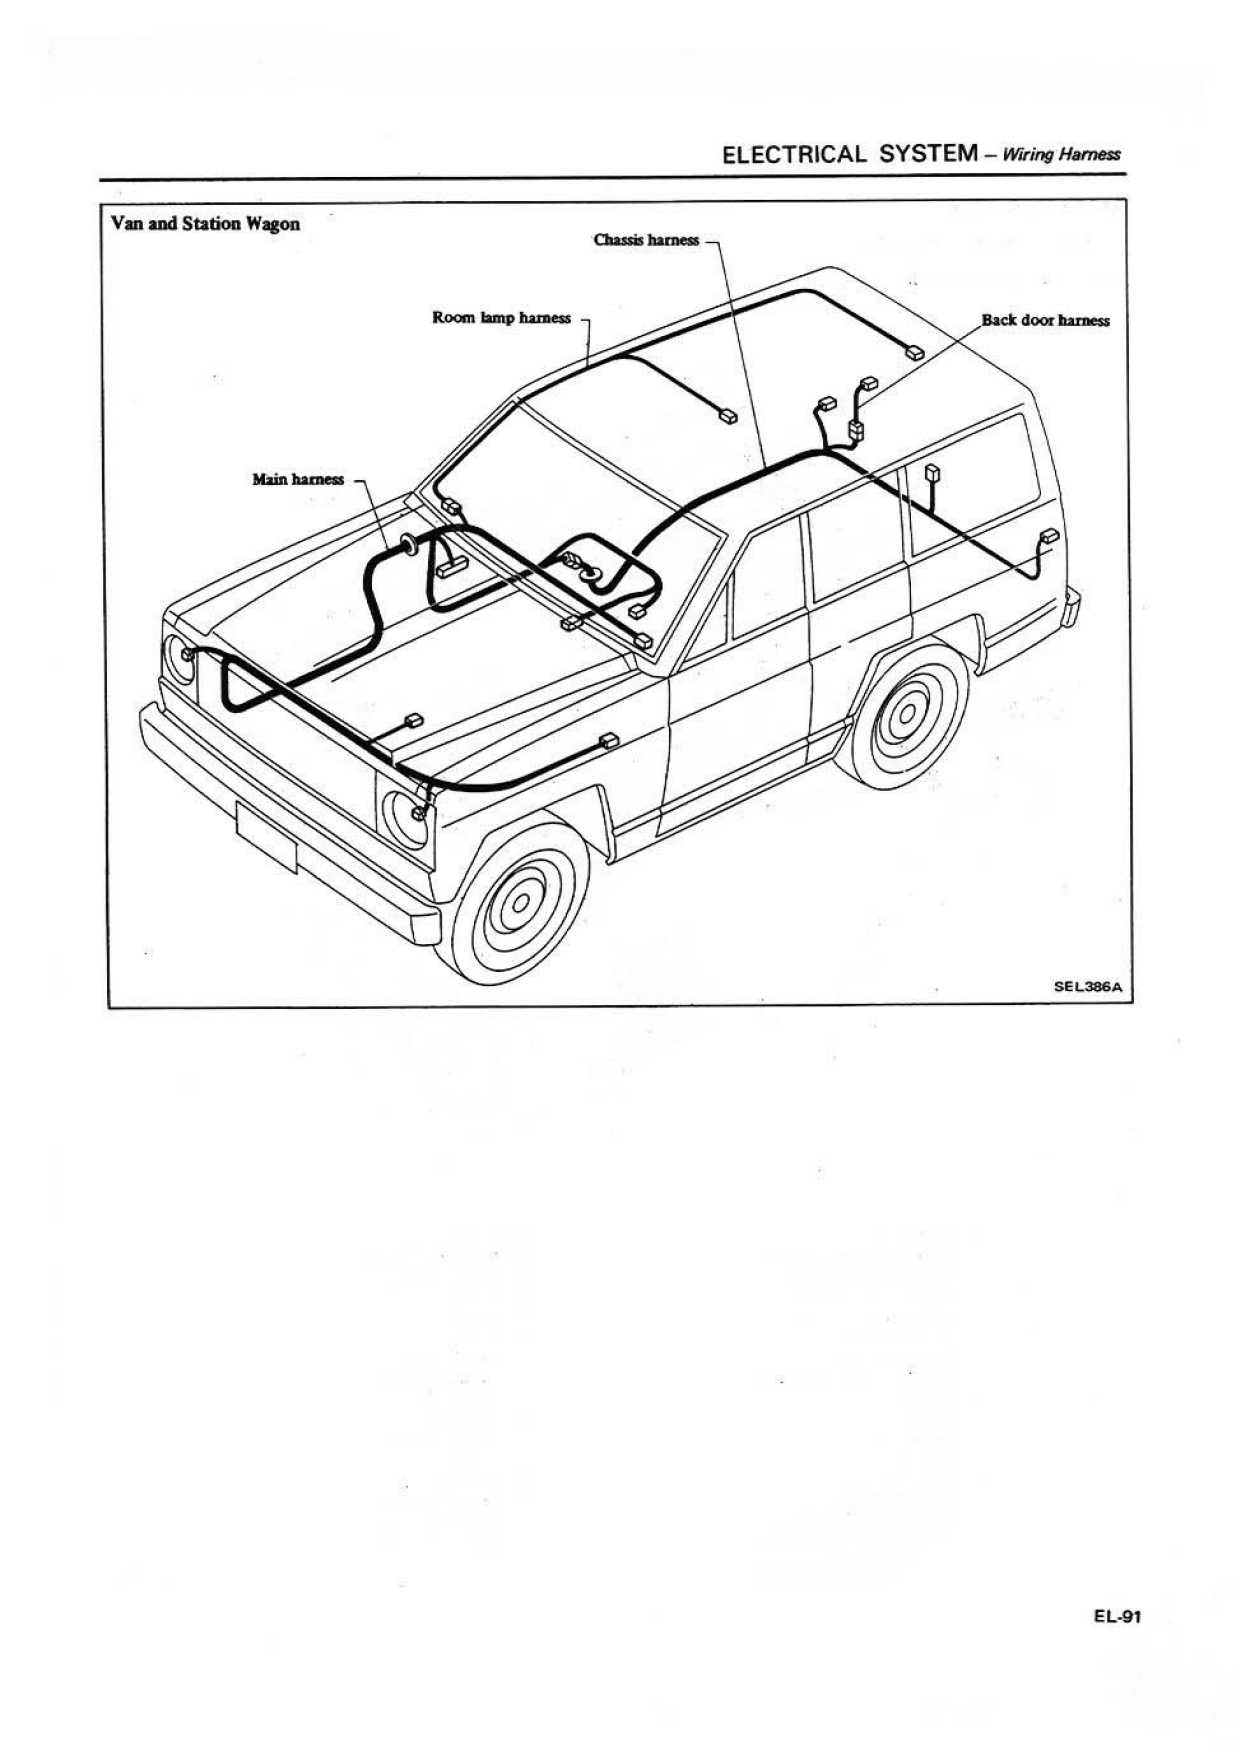 ELECTRICAL SYSTEM – Wiring Harness
Van and Station Wagon
Chassis harness
Room lamp harness
Back door harness
Main harness
SEL386A
EL-91